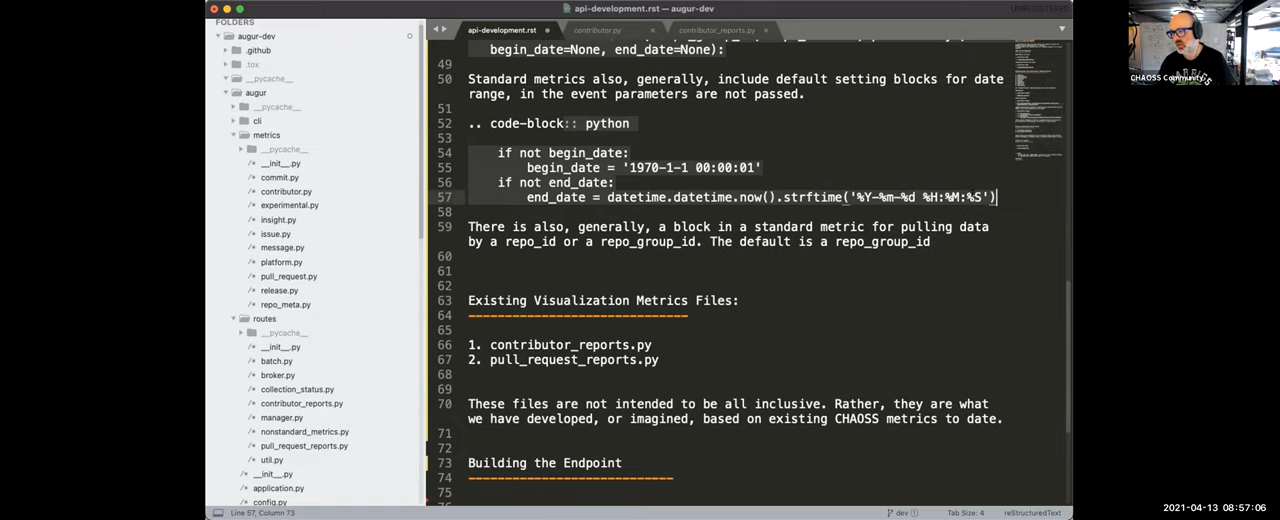 api-development.rst — augur-dev
UNREGISTERED
FOLDERS
augur-dev
.github
.tox
__pycache__
augur
__pycache__
cli
metrics
__pycache__
__init__.py
commit.py
contributor.py
experimental.py
insight.py
issue.py
message.py
platform.py
pull_request.py
release.py
repo_meta.py
routes
__pycache__
__init__.py
batch.py
broker.py
collection_status.py
contributor_reports.py
manager.py
nonstandard_metrics.py
pull_request_reports.py
util.py
__init__.py
application.py
config.py
api-development.rst
contributor.py
contributor_reports.py
begin_date=None, end_date=None):
49
50 Standard metrics also, generally, include default setting blocks for date
range, in the event parameters are not passed.
51
52 .. code-block:: python
53
54 if not begin_date:
55 begin_date = '1970-1-1 00:00:01'
56 if not end_date:
57 end_date = datetime.datetime.now().strftime('%Y-%m-%d %H:%M:%S')
58
59 There is also, generally, a block in a standard metric for pulling data
by a repo_id or a repo_group_id. The default is a repo_group_id
60
61
62
63 Existing Visualization Metrics Files:
64 -----------------------------
65
66 1. contributor_reports.py
67 2. pull_request_reports.py
68
69
70 These files are not intended to be all inclusive. Rather, they are what
we have developed, or imagined, based on existing CHAOSS metrics to date.
71
72
73 Building the Endpoint
74 ---------------------------
75
Line 57, Column 73
dev 1
Tab Size: 4
reStructuredText
CHAOSS Community
2021-04-13 08:57:06